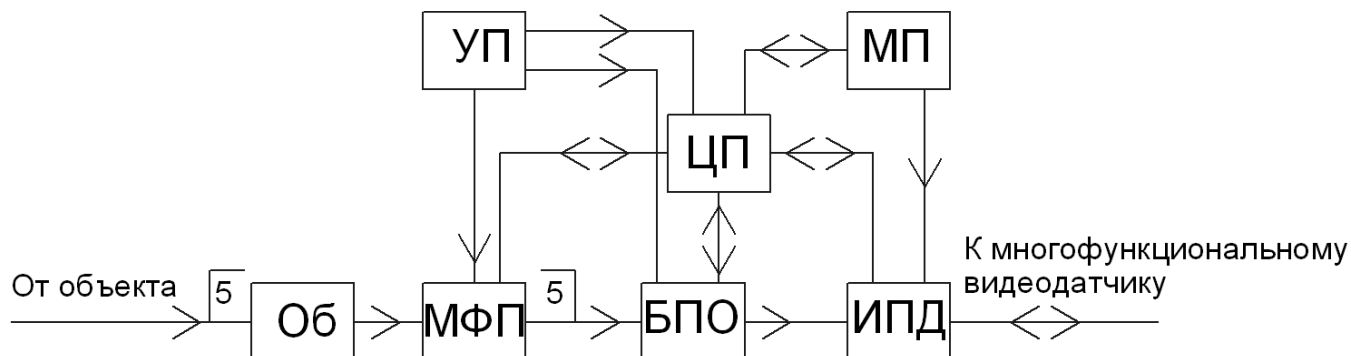 УП
МП
ЦП
К многофункциональному
видеодатчику
От объекта
5
Об
МФП
5
БПО
ИПД